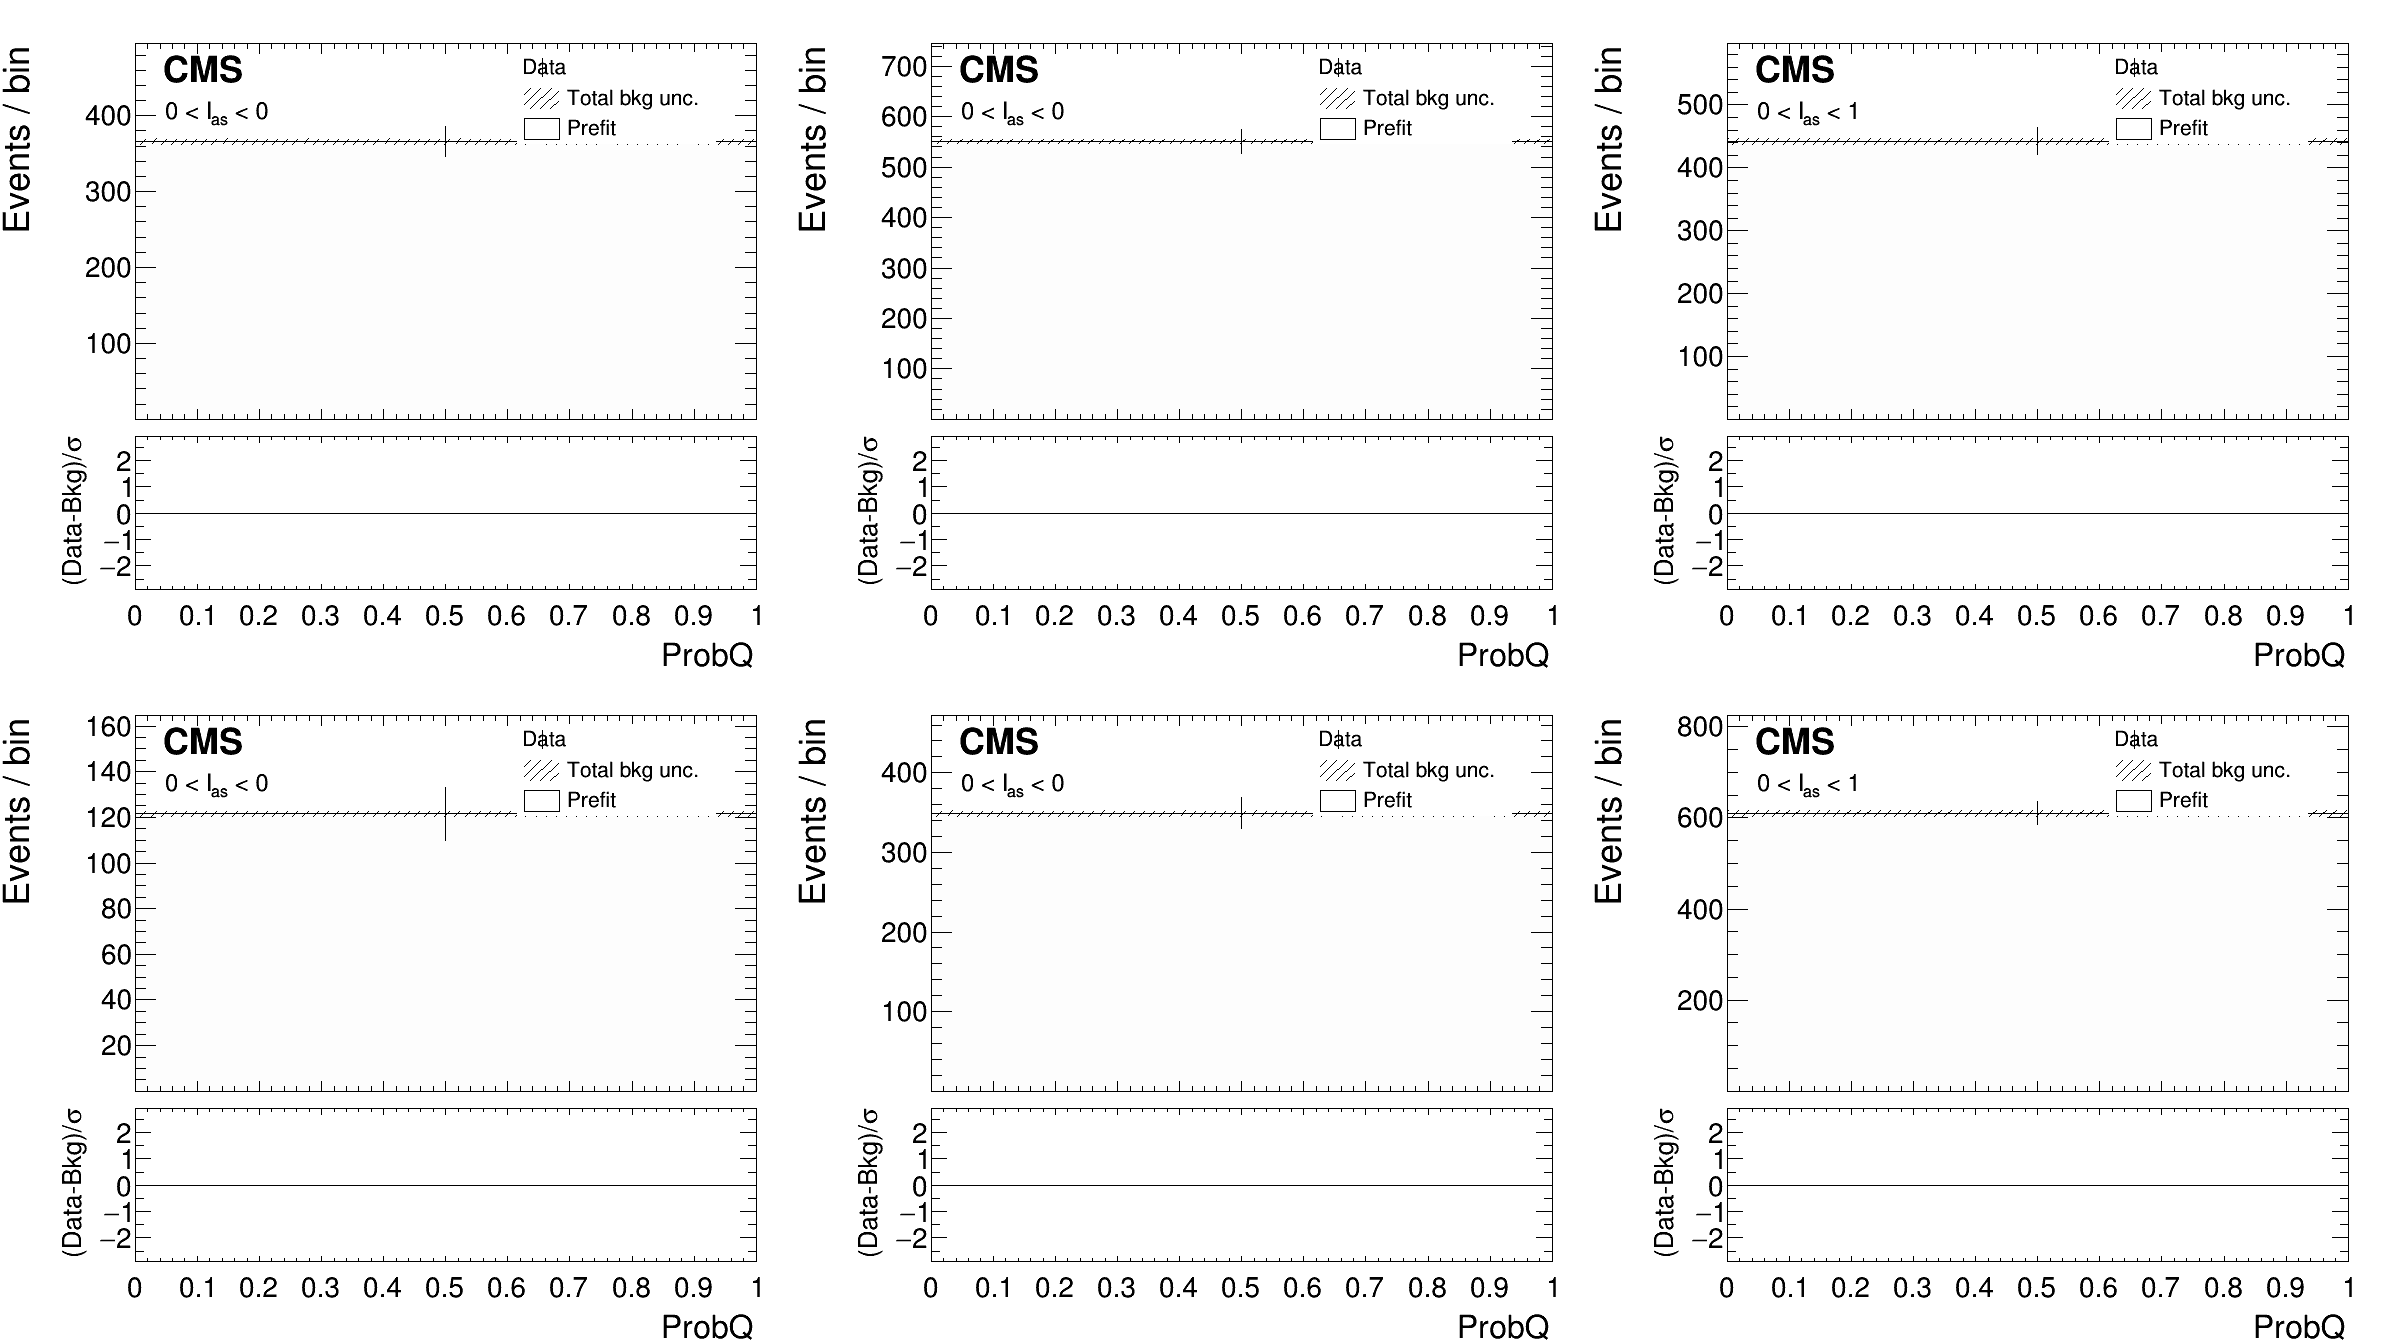 Events / bin
CMS
0 < Ias < 0
Data
Total bkg unc.
Prefit
400
300
200
100
(Data-Bkg)/σ
2
1
0
−1
−2
0 0.1 0.2 0.3 0.4 0.5 0.6 0.7 0.8 0.9 1
ProbQ
Events / bin
CMS
0 < Ias < 0
Data
Total bkg unc.
Prefit
700
600
500
400
300
200
100
(Data-Bkg)/σ
2
1
0
−1
−2
0 0.1 0.2 0.3 0.4 0.5 0.6 0.7 0.8 0.9 1
ProbQ
Events / bin
CMS
0 < Ias < 1
Data
Total bkg unc.
Prefit
500
400
300
200
100
(Data-Bkg)/σ
2
1
0
−1
−2
0 0.1 0.2 0.3 0.4 0.5 0.6 0.7 0.8 0.9 1
ProbQ
Events / bin
CMS
0 < Ias < 0
Data
Total bkg unc.
Prefit
160
140
120
100
80
60
40
20
(Data-Bkg)/σ
2
1
0
−1
−2
0 0.1 0.2 0.3 0.4 0.5 0.6 0.7 0.8 0.9 1
ProbQ
Events / bin
CMS
0 < Ias < 0
Data
Total bkg unc.
Prefit
400
300
200
100
(Data-Bkg)/σ
2
1
0
−1
−2
0 0.1 0.2 0.3 0.4 0.5 0.6 0.7 0.8 0.9 1
ProbQ
Events / bin
CMS
0 < Ias < 1
Data
Total bkg unc.
Prefit
800
600
400
200
(Data-Bkg)/σ
2
1
0
−1
−2
0 0.1 0.2 0.3 0.4 0.5 0.6 0.7 0.8 0.9 1
ProbQ